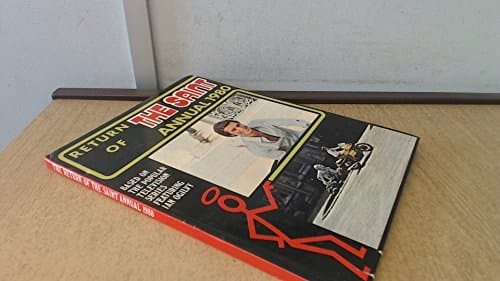 RETURN
OF
THE SAINT
ANNUAL 1980
BASED ON
THE POPULAR
TELEVISION
SERIES
FEATURING
IAN OGILVY
THE RETURN OF THE SAINT ANNUAL 1980